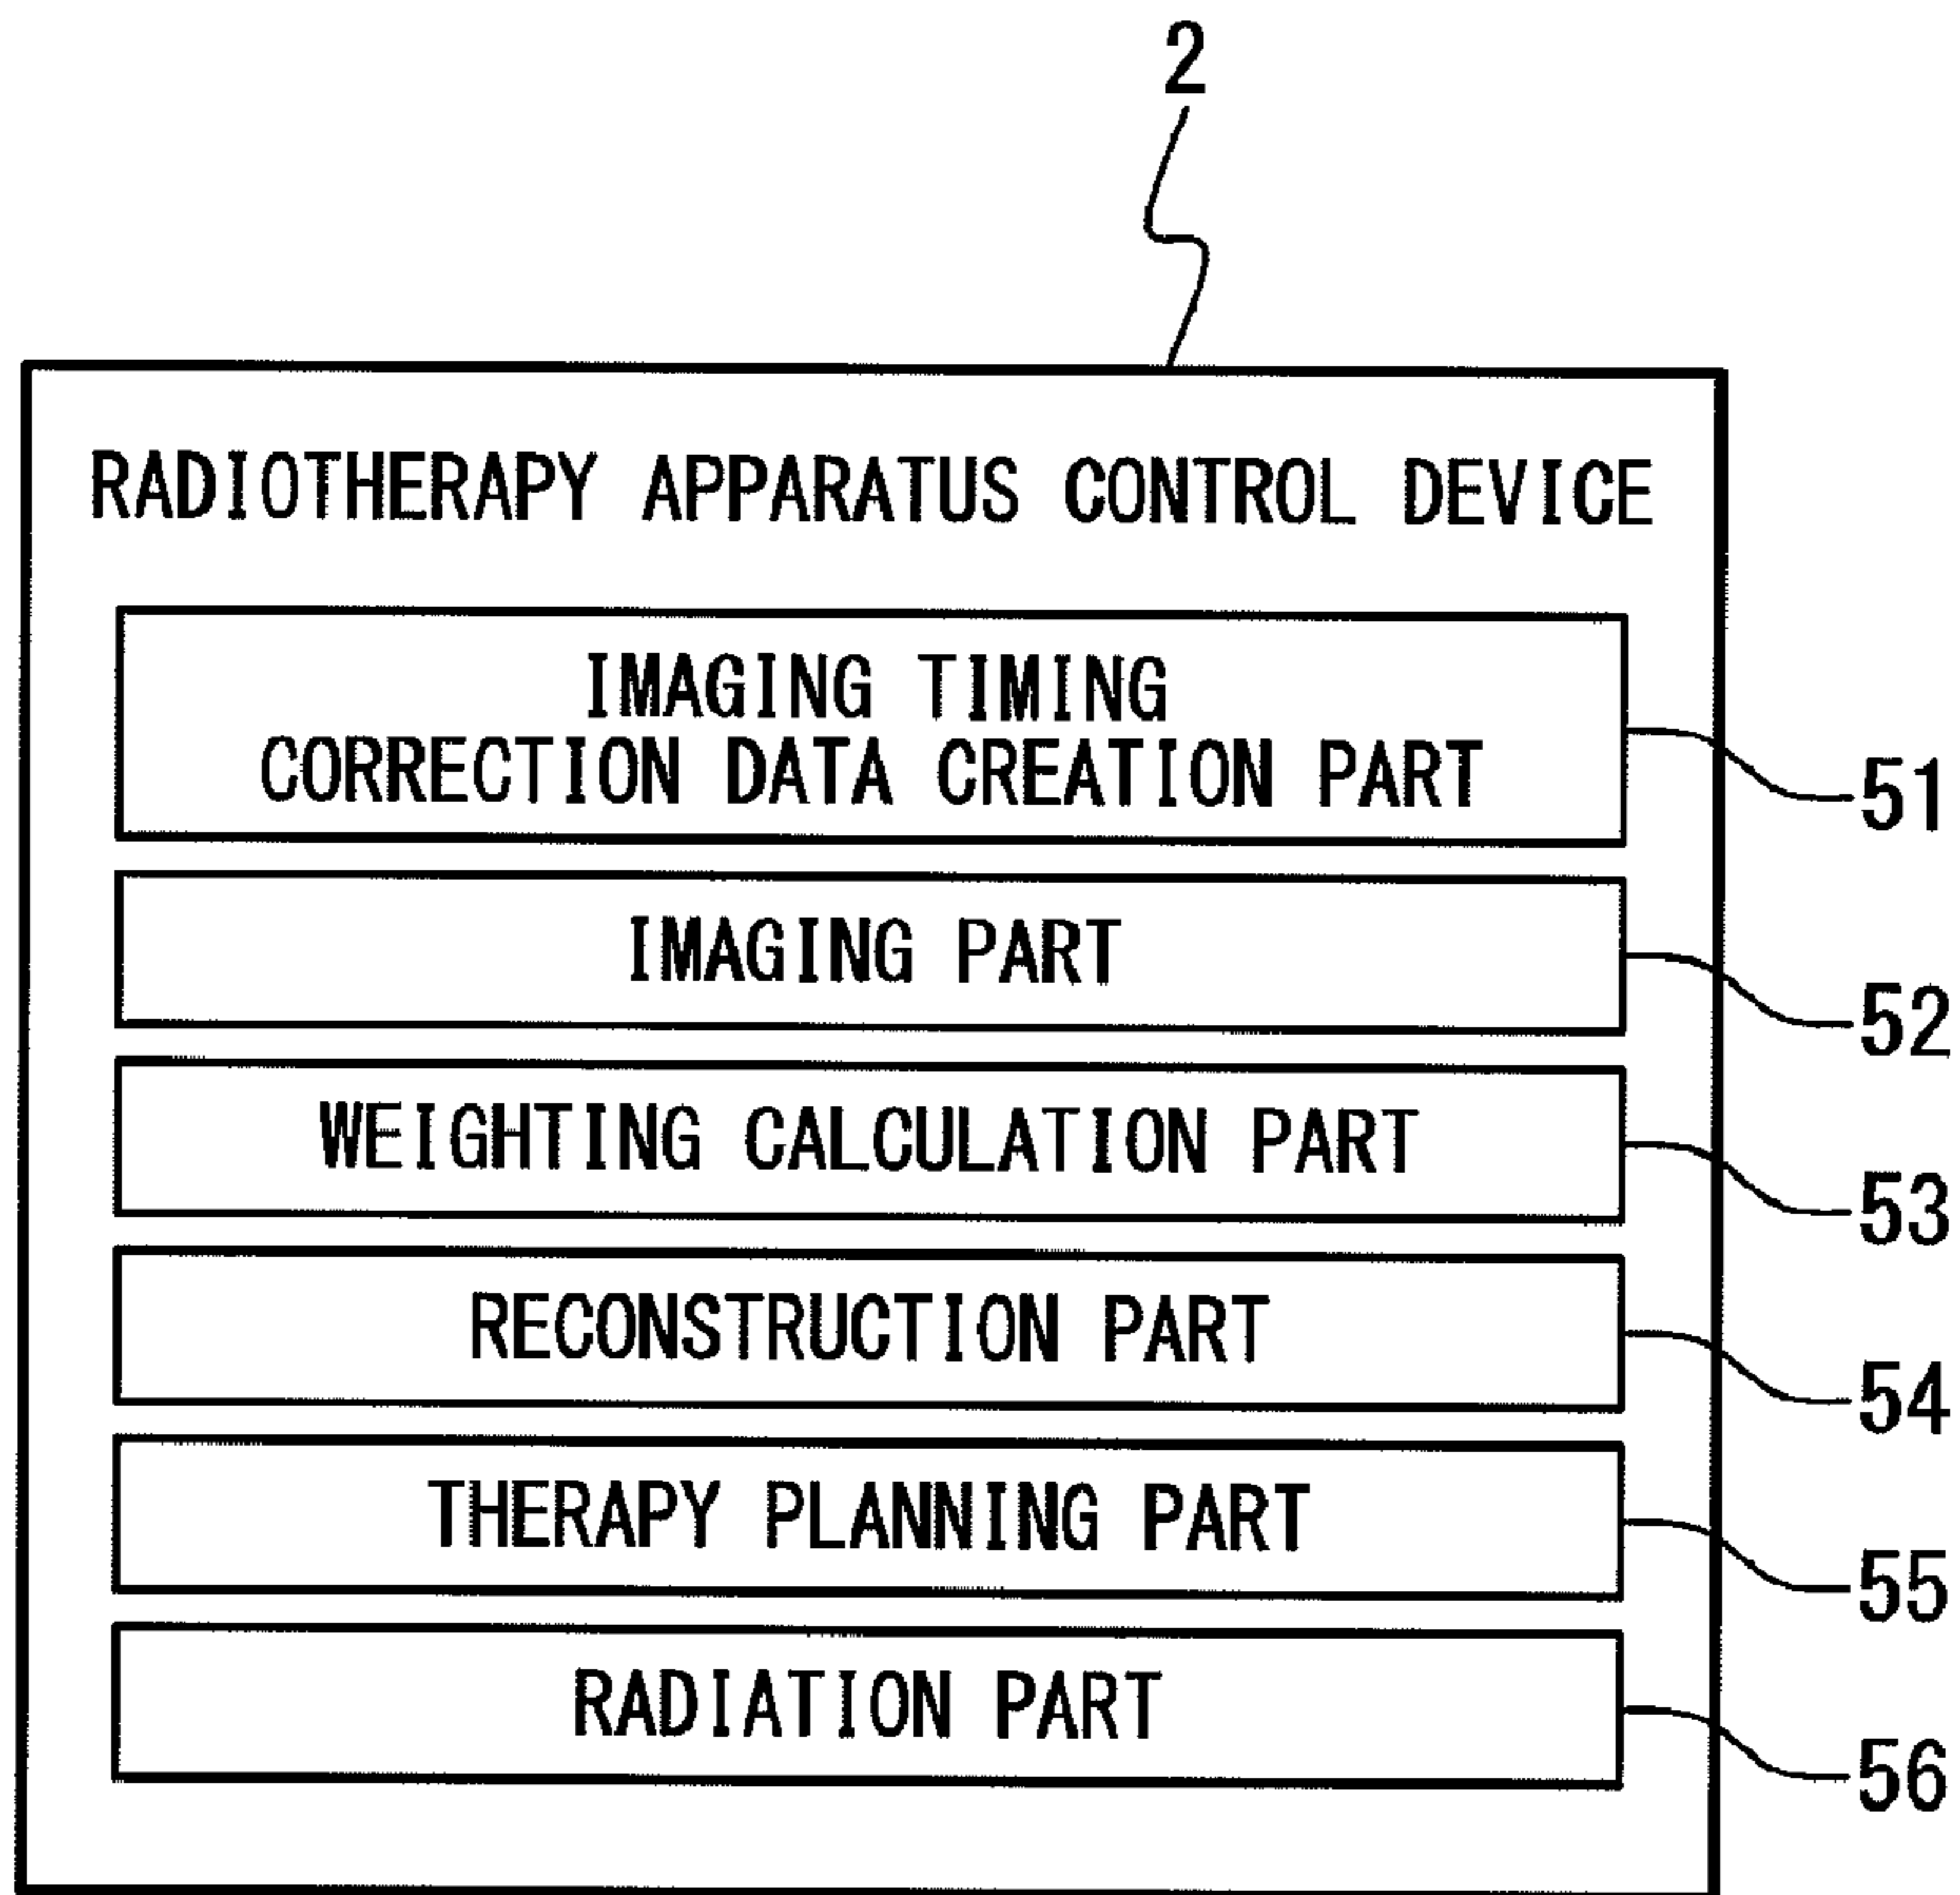 2
RADIOTHERAPY APPARATUS CONTROL DEVICE
IMAGING TIMING
CORRECTION DATA CREATION PART
51
IMAGING PART
52
WEIGHTING CALCULATION PART
53
RECONSTRUCTION PART
54
THERAPY PLANNING PART
55
RADIATION PART
56